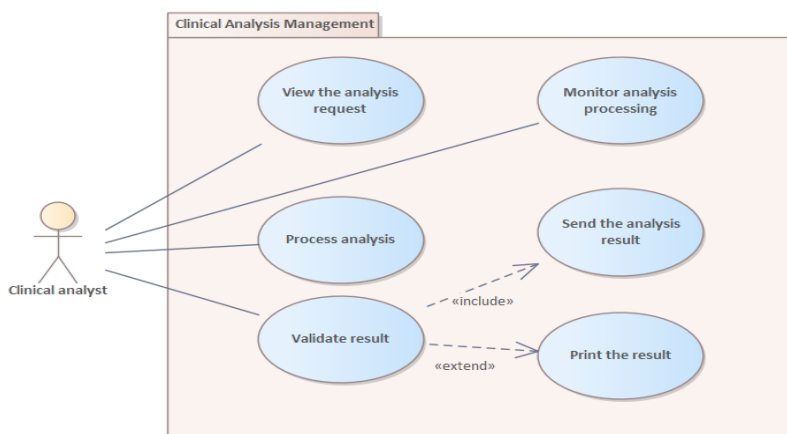 Clinical Analysis Management
View the analysis
request
Monitor analysis
processing
Process analysis
Send the analysis
result
Clinical analyst
«include»
Validate result
Print the result
«extend»